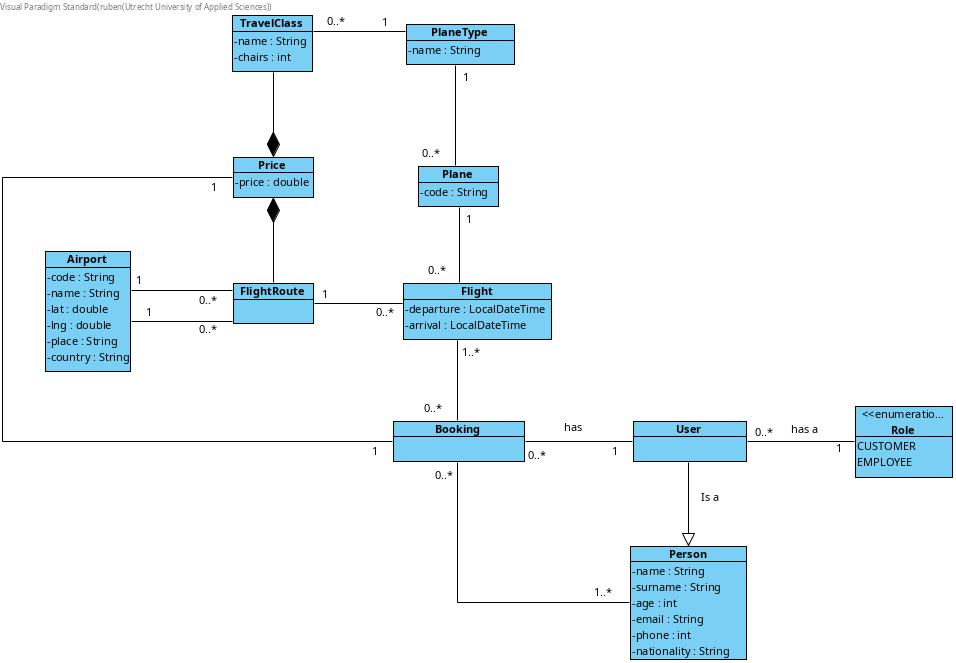 Visual Paradigm Standard(ruben(Utrecht University of Applied Sciences))
TravelClass
-name : String
-chairs : int
0..*
1
PlaneType
-name : String
1
0..*
Price
-price : double
1
Plane
-code : String
1
0..*
Airport
-code : String
-name : String
-lat : double
-lng : double
-place : String
-country : String
1
0..*
1
0..*
FlightRoute
1
0..*
Flight
-departure : LocalDateTime
-arrival : LocalDateTime
1..*
0..*
Booking
1
0..*
has
0..*
1
User
0..*
has a
1
<<enumeratio...
Role
CUSTOMER
EMPLOYEE
Is a
1..*
Person
-name : String
-surname : String
-age : int
-email : String
-phone : int
-nationality : String